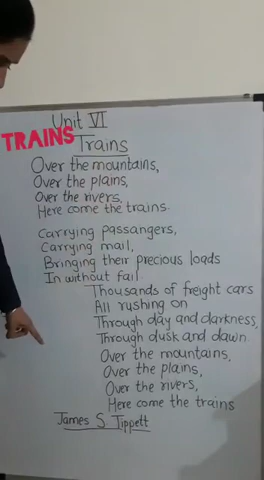 Unit VI
TRAINS
Trains
Over the mountains,
Over the plains,
Over the rivers,
Here come the trains.
Carrying passangers,
Carrying mail,
Bringing their precious loads
In without fail.
Thousands of freight cars
All rushing on
Through day and darkness,
Through dusk and dawn.
Over the mountains,
Over the plains,
Over the rivers,
Here come the trains
James S Tippett